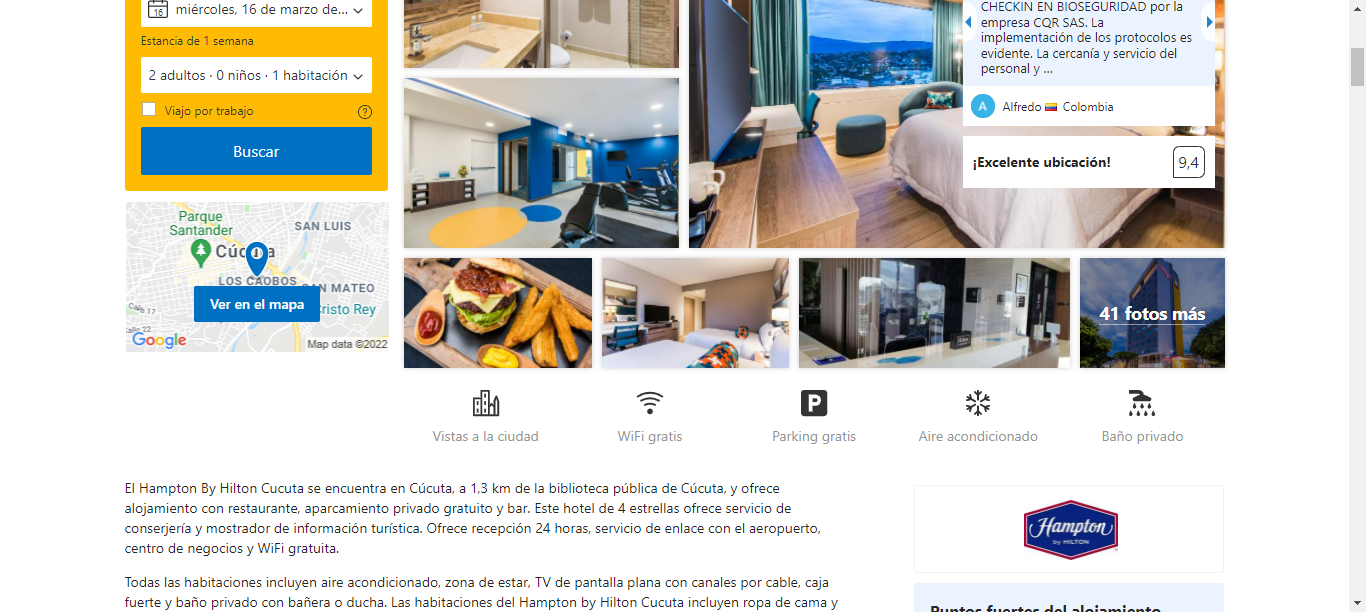 16
miércoles, 16 de marzo de...
Estancia de 1 semana
2 adultos · 0 niños · 1 habitación
Viajo por trabajo
?
Buscar
Parque
Santander
SAN LUIS
LOS CAOBOS
SAN MATEO
Cristo Rey
Calle 17
Calle 22
Ver en el mapa
Google
Map data ©2022
CHECKIN EN BIOSEGURIDAD por la
empresa CQR SAS. La
implementación de los protocolos es
evidente. La cercanía y servicio del
personal y ...
A
Alfredo Colombia
¡Excelente ubicación!
9,4
41 fotos más
P
Vistas a la ciudad
WiFi gratis
Parking gratis
Aire acondicionado
Baño privado
El Hampton By Hilton Cucuta se encuentra en Cúcuta, a 1,3 km de la biblioteca pública de Cúcuta, y ofrece
alojamiento con restaurante, aparcamiento privado gratuito y bar. Este hotel de 4 estrellas ofrece servicio de
conserjería y mostrador de información turística. Ofrece recepción 24 horas, servicio de enlace con el aeropuerto,
centro de negocios y WiFi gratuita.
Todas las habitaciones incluyen aire acondicionado, zona de estar, TV de pantalla plana con canales por cable, caja
fuerte y baño privado con bañera o ducha. Las habitaciones del Hampton by Hilton Cucuta incluyen ropa de cama y
Hampton
by HILTON
Puntos fuertes del alojamiento